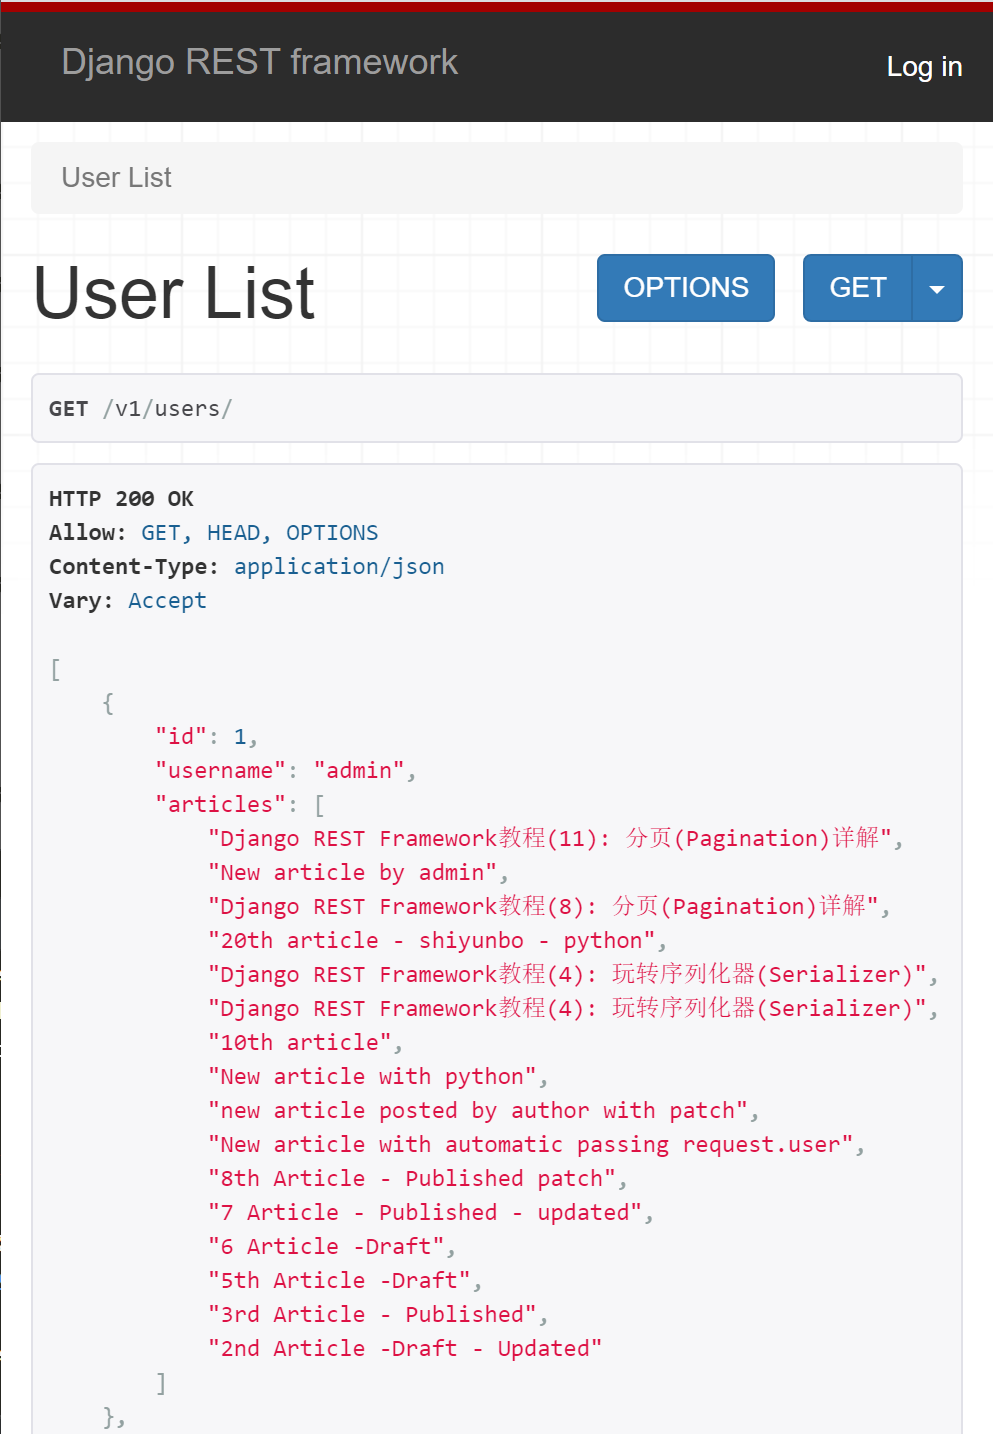 Django REST framework
Log in
User List
User List
OPTIONS
GET
GET /v1/users/
HTTP 200 OK
Allow: GET, HEAD, OPTIONS
Content-Type: application/json
Vary: Accept
[
{
"id": 1,
"username": "admin",
"articles": [
"Django REST Framework教程(11): 分页(Pagination)详解",
"New article by admin",
"Django REST Framework教程(8): 分页(Pagination)详解",
"20th article - shiyunbo - python",
"Django REST Framework教程(4): 玩转序列化器(Serializer)",
"Django REST Framework教程(4): 玩转序列化器(Serializer)",
"10th article",
"New article with python",
"new article posted by author with patch",
"New article with automatic passing request.user",
"8th Article - Published patch",
"7 Article - Published - updated",
"6 Article -Draft",
"5th Article -Draft",
"3rd Article - Published",
"2nd Article -Draft - Updated"
]
},